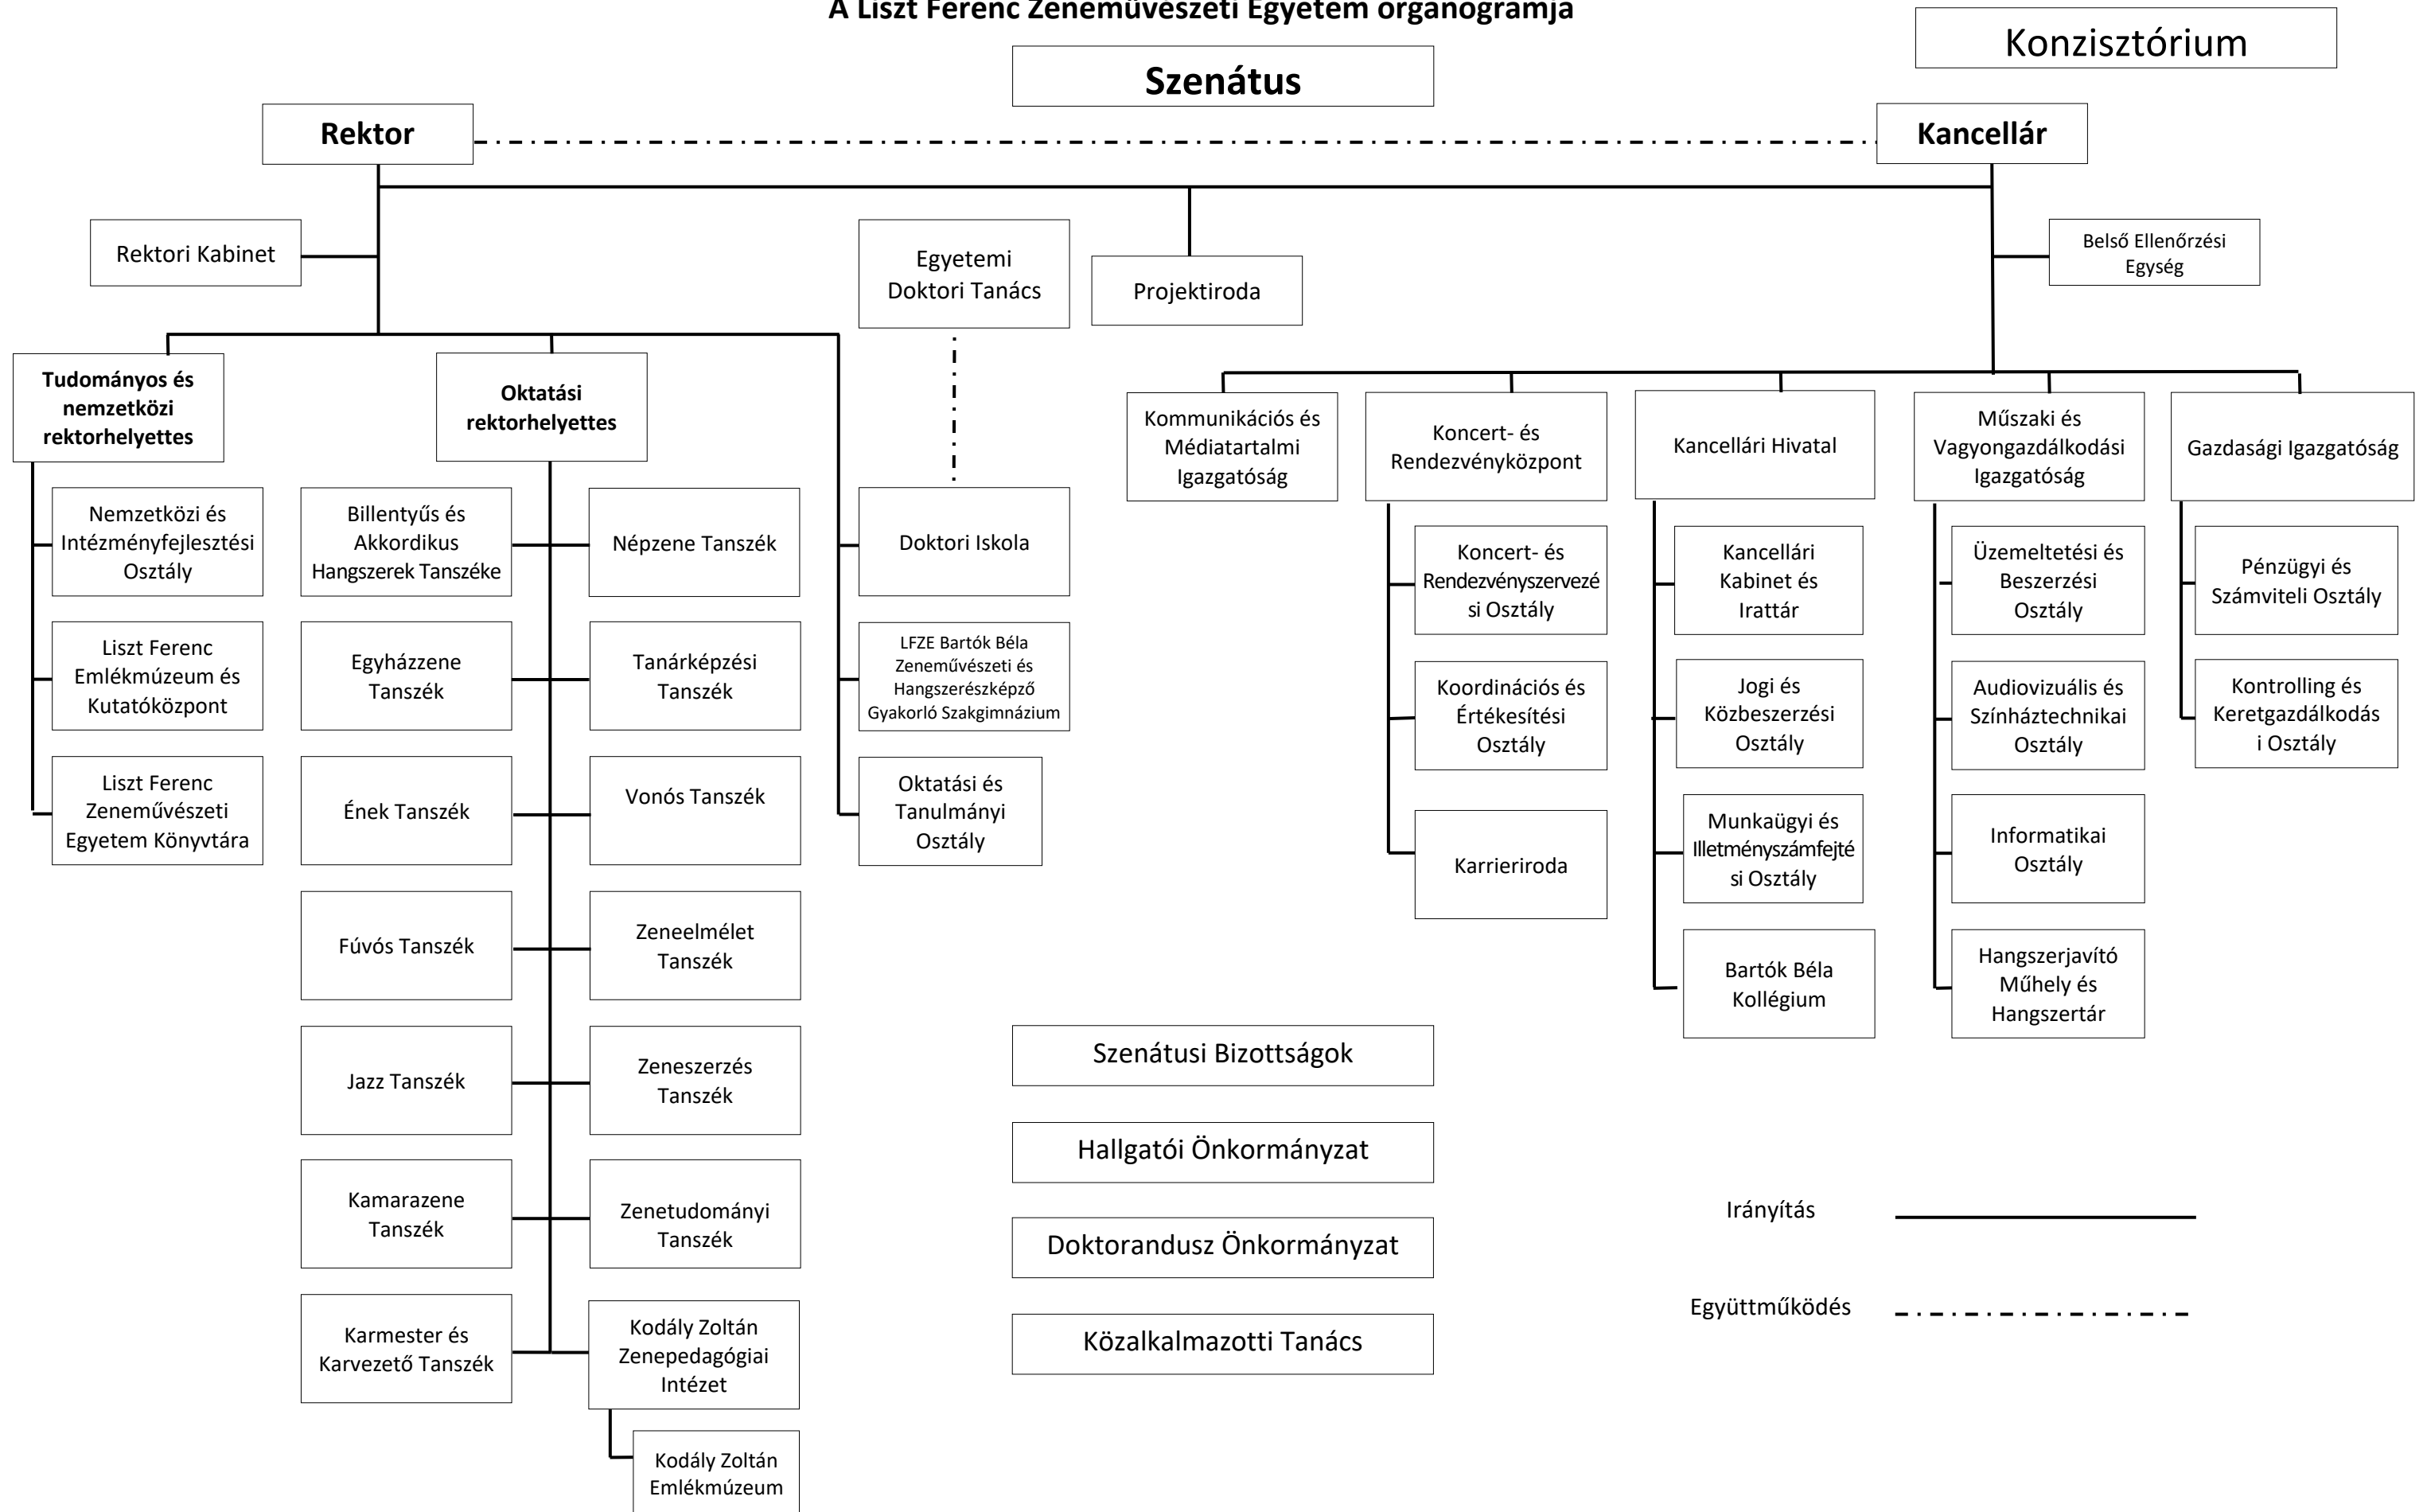 A Liszt Ferenc Zeneművészeti Egyetem organogramja
Konzisztórium
Szenátus
Rektor
Kancellár
Rektori Kabinet
Egyetemi
Doktori Tanács
Projektiroda
Belső Ellenőrzési
Egység
Tudományos és
nemzetközi
rektorhelyettes
Oktatási
rektorhelyettes
Kommunikációs és
Médiatartalmi
Igazgatóság
Koncert- és
Rendezvényközpont
Kancellári Hivatal
Műszaki és
Vagyongazdálkodási
Igazgatóság
Gazdasági Igazgatóság
Nemzetközi és
Intézményfejlesztési
Osztály
Billentyűs és
Akkordikus
Hangszerek Tanszéke
Népzene Tanszék
Doktori Iskola
Koncert- és
Rendezvényszervezé
si Osztály
Kancellári
Kabinet és
Irattár
Üzemeltetési és
Beszerzési
Osztály
Pénzügyi és
Számviteli Osztály
Liszt Ferenc
Emlékmúzeum és
Kutatóközpont
Egyházzene
Tanszék
Tanárképzési
Tanszék
LFZE Bartók Béla
Zeneművészeti és
Hangszerészképző
Gyakorló Szakgimnázium
Koordinációs és
Értékesítési
Osztály
Jogi és
Közbeszerzési
Osztály
Audiovizuális és
Színháztechnikai
Osztály
Kontrolling és
Keretgazdálkodás
i Osztály
Liszt Ferenc
Zeneművészeti
Egyetem Könyvtára
Ének Tanszék
Vonós Tanszék
Oktatási és
Tanulmányi
Osztály
Karrieriroda
Munkaügyi és
Illetményszámfejté
si Osztály
Informatikai
Osztály
Fúvós Tanszék
Zeneelmélet
Tanszék
Bartók Béla
Kollégium
Hangszerjavító
Műhely és
Hangszertár
Jazz Tanszék
Zeneszerzés
Tanszék
Szenátusi Bizottságok
Hallgatói Önkormányzat
Kamarazene
Tanszék
Zenetudományi
Tanszék
Doktorandusz Önkormányzat
Irányítás
Karmester és
Karvezető Tanszék
Kodály Zoltán
Zenepedagógiai
Intézet
Közalkalmazotti Tanács
Együttműködés
Kodály Zoltán
Emlékmúzeum